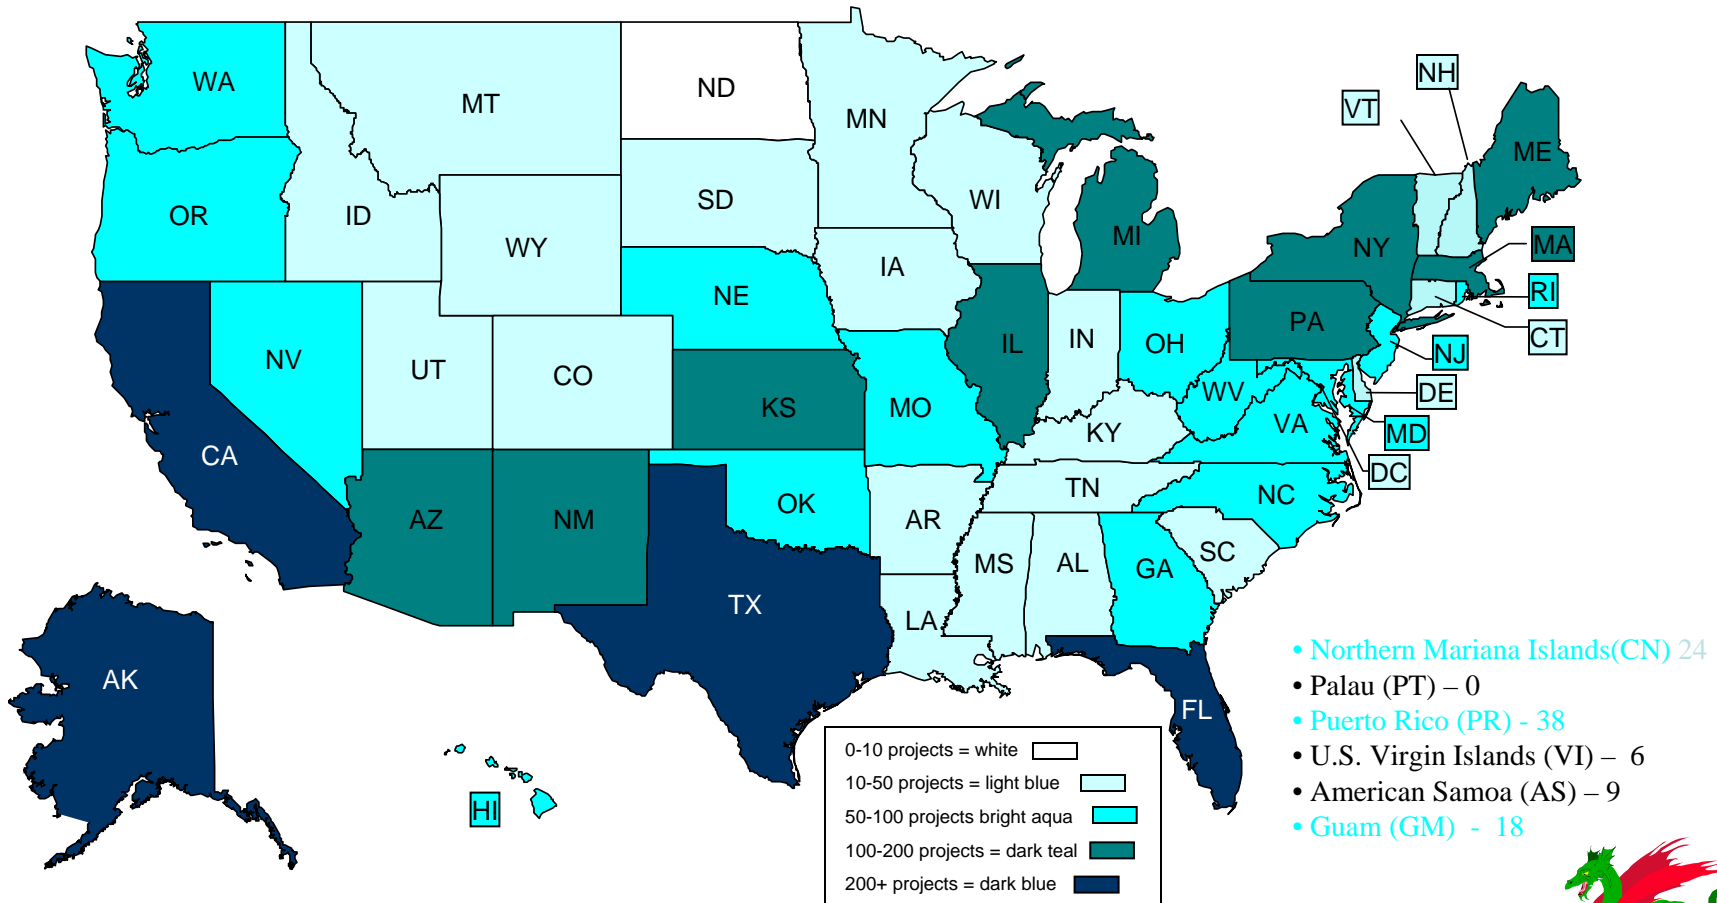 NH
VT
WA
ND
MT
MN
ME
SD
WI
OR
ID
MI
NY
MA
WY
IA
NE
RI
PA
CT
IN
OH
IL
NV
NJ
UT
CO
DE
WV
KS
MO
VA
KY
MD
CA
DC
TN
NC
OK
AZ
NM
AR
SC
MS
AL
GA
TX
LA
AK
FL
HI
• Northern Mariana Islands(CN) 24
• Palau (PT) – 0
• Puerto Rico (PR) - 38
• U.S. Virgin Islands (VI) – 6
• American Samoa (AS) – 9
• Guam (GM) - 18
0-10 projects = white
10-50 projects = light blue
50-100 projects bright aqua
100-200 projects = dark teal
200+ projects = dark blue